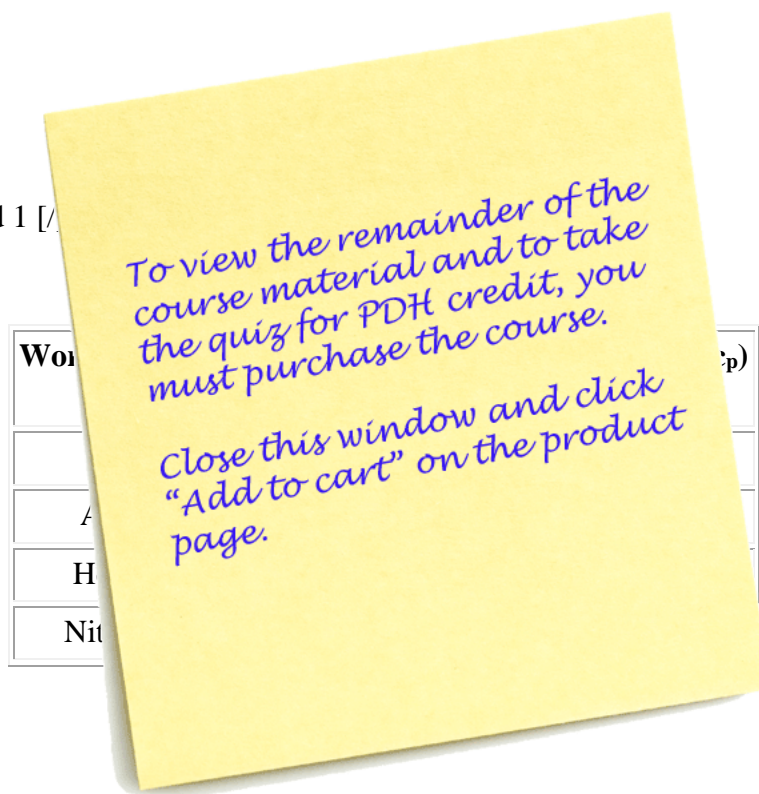 1 [/
To view the remainder of the
course material and to take
the quiz for PDH credit, you
must purchase the course.
Close this window and click
“Add to cart” on the product
page.